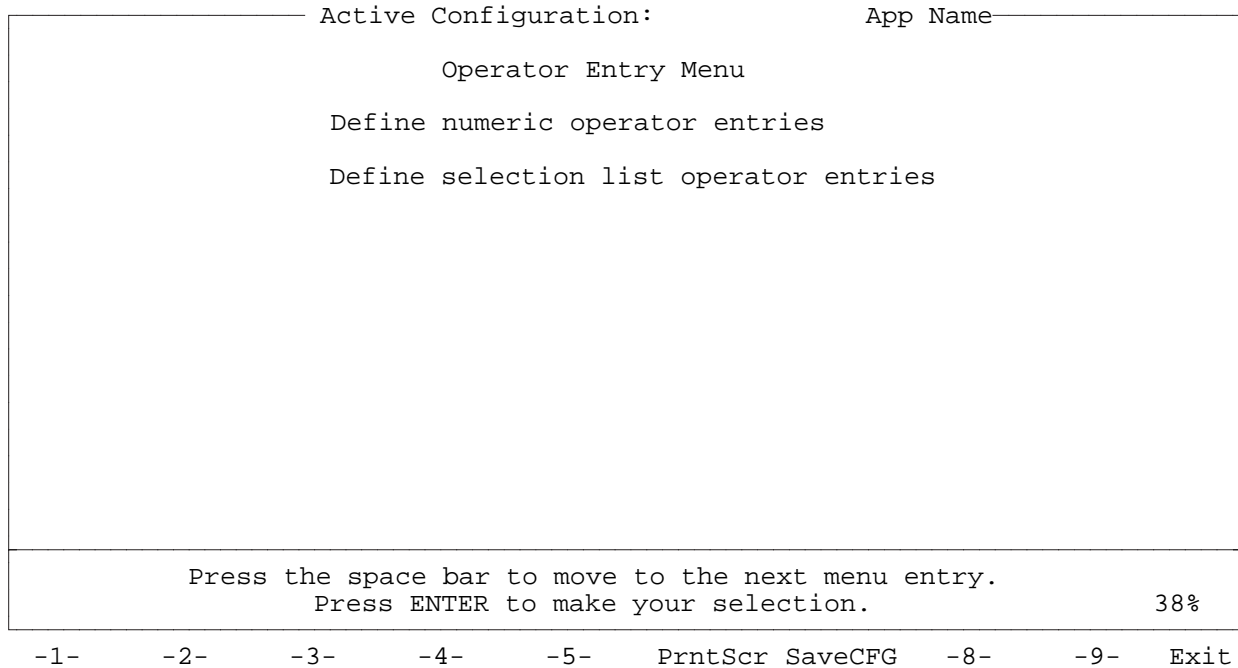 Active Configuration: App Name
Operator Entry Menu
Define numeric operator entries
Define selection list operator entries
Press the space bar to move to the next menu entry.
Press ENTER to make your selection. 38%
-1- -2- -3- -4- -5- PrntScr SaveCFG -8- -9- Exit